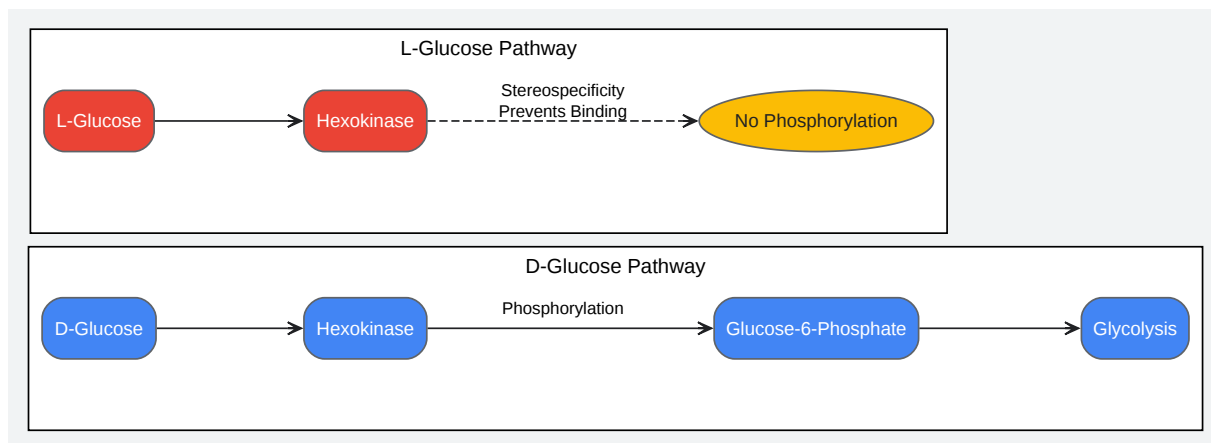 L-Glucose Pathway
L-Glucose
Hexokinase
Stereospecificity
Prevents Binding
No Phosphorylation
D-Glucose Pathway
D-Glucose
Hexokinase
Phosphorylation
Glucose-6-Phosphate
Glycolysis